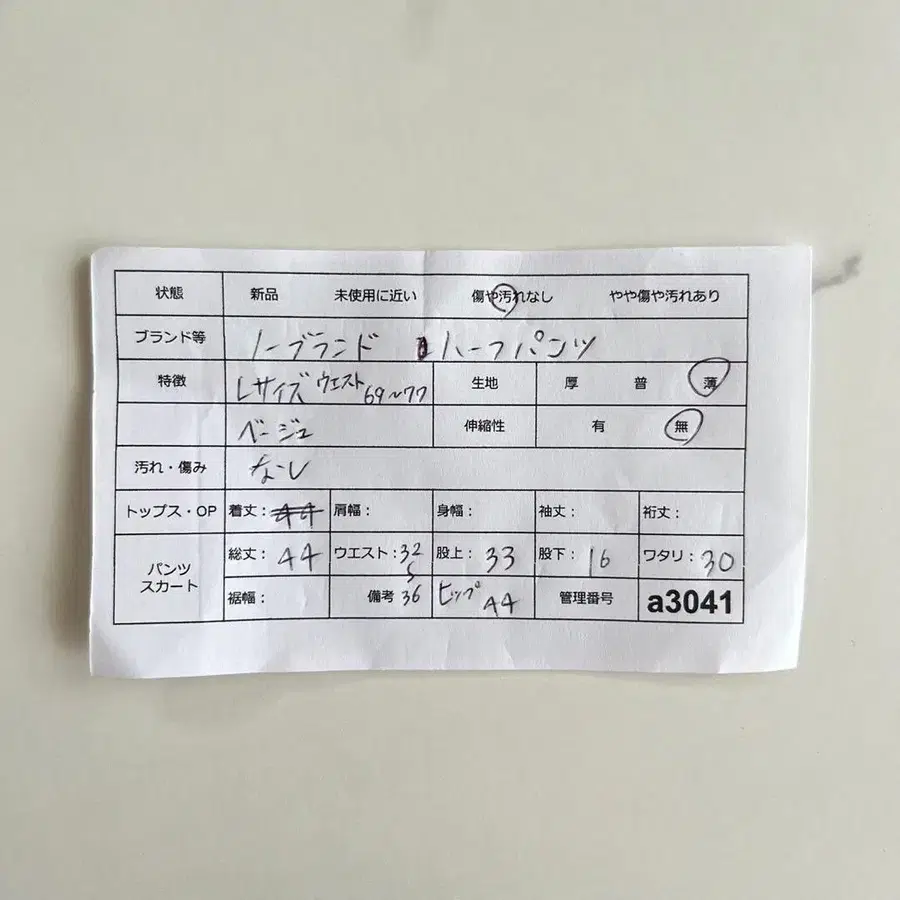 状態 新品 未使用に近い 傷や汚れなし やや傷や汚れあり
ブランド等 ノーブランド ハーフパンツ
特徴 Lサイズ ウエスト69~77 生地 厚 普 薄
ベージュ 伸縮性 有 無
汚れ・傷み なし
トップス・OP 着丈: 44 肩幅: 身幅: 袖丈: 裄丈:
パンツ スカート 総丈: 44 ウエスト: 32 股上: 33 股下: 16 ワタリ: 30
裾幅: 備考 ς 36 ヒップ 44 管理番号 a3041